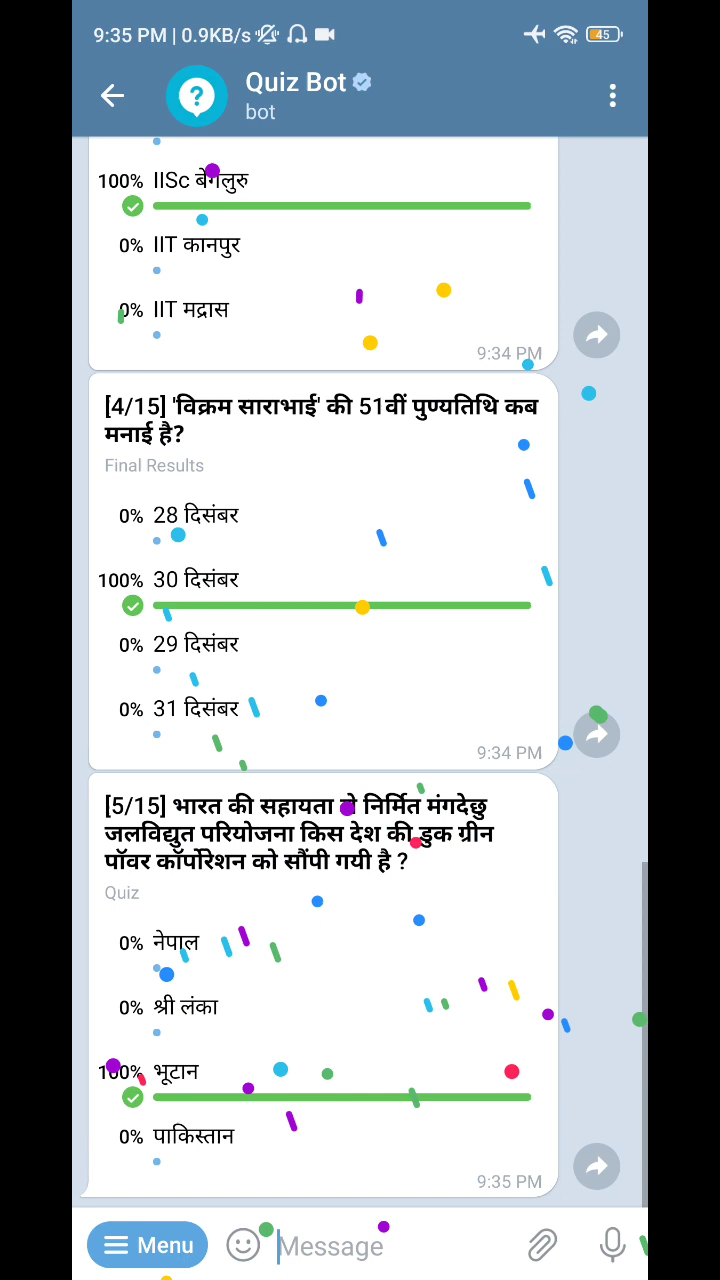 9:35 PM | 0.9KB/s
45
Quiz Bot
bot
100% IISc बेंगलुरु
0% IIT कानपुर
0% IIT मद्रास
9:34 PM
[4/15] 'विक्रम साराभाई' की 51वीं पुण्यतिथि कब
मनाई है?
Final Results
0% 28 दिसंबर
100% 30 दिसंबर
0% 29 दिसंबर
0% 31 दिसंबर
9:34 PM
[5/15] भारत की सहायता से निर्मित मंगदेछु
जलविद्युत परियोजना किस देश की डुक ग्रीन
पॉवर कॉर्पोरेशन को सौंपी गयी है ?
Quiz
0% नेपाल
0% श्री लंका
100% भूटान
0% पाकिस्तान
9:35 PM
Menu
Message